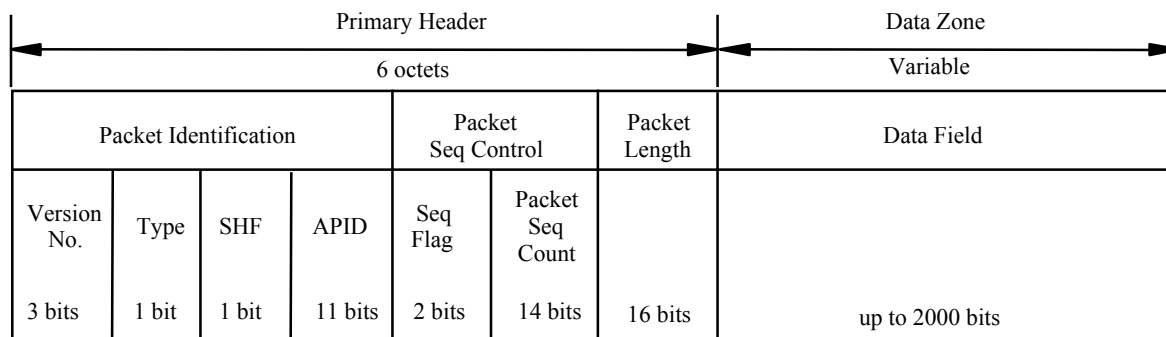 Primary Header
Data Zone
6 octets
Variable
Packet Identification
Packet
Seq Control
Packet
Length
Data Field
Version
No.
Type
SHF
APID
Seq
Flag
Packet
Seq
Count
3 bits
1 bit
1 bit
11 bits
2 bits
14 bits
16 bits
up to 2000 bits